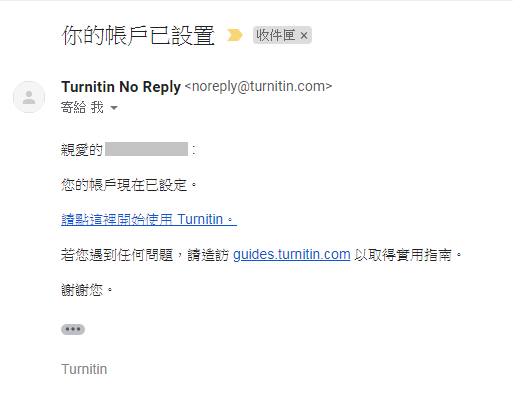 你的帳戶已設置 收件匣 ×
Turnitin No Reply <noreply@turnitin.com>
寄給 我
親愛的 :
您的帳戶現在已設定。
請點這裡開始使用 Turnitin。
若您遇到任何問題，請造訪 guides.turnitin.com 以取得實用指南。
謝謝您。
Turnitin